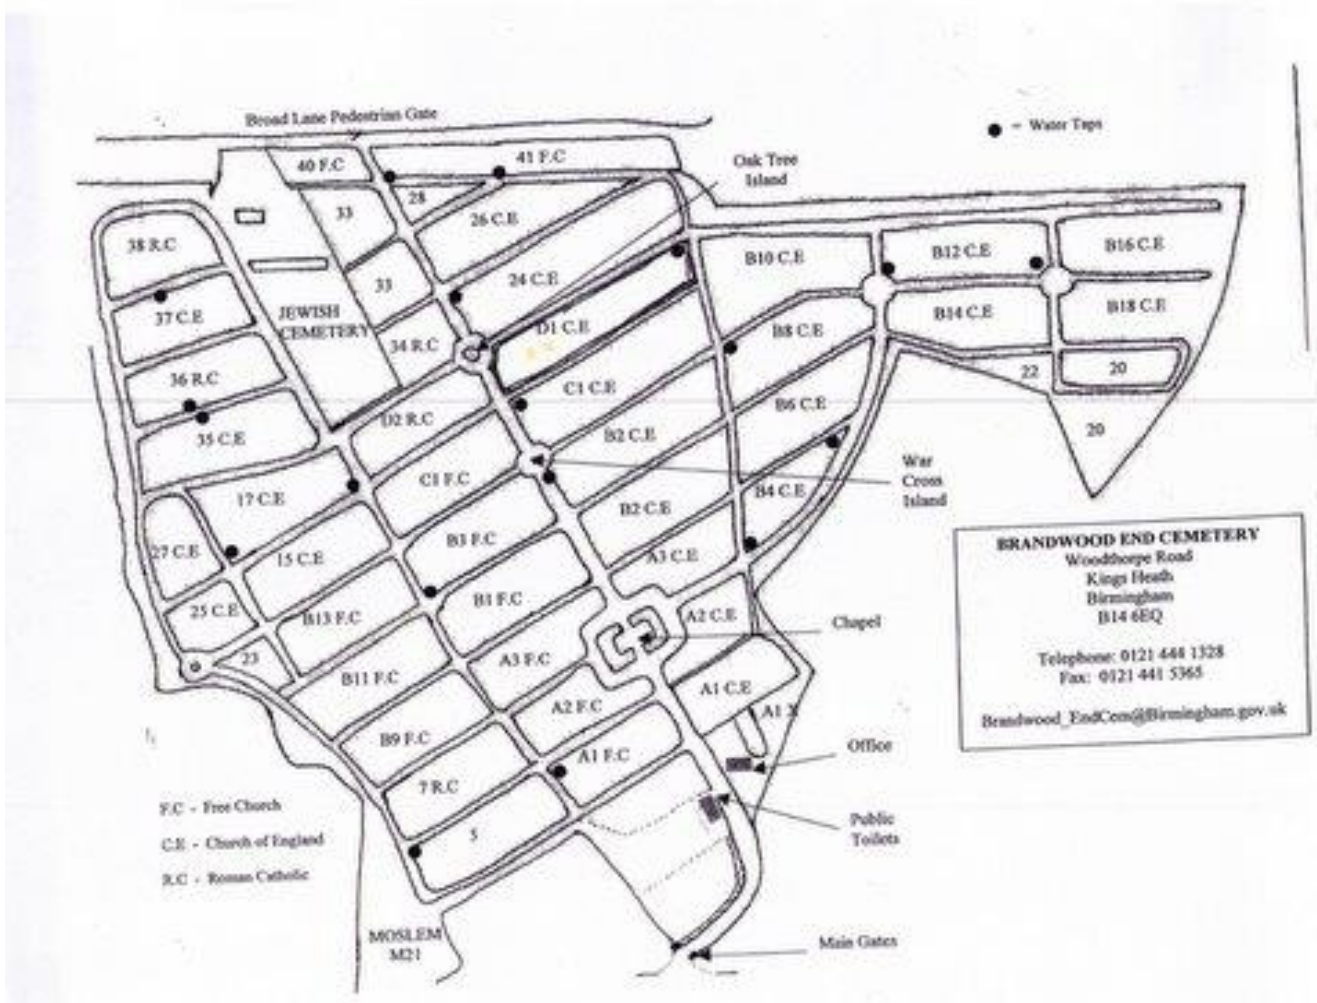 Broad Lane Pedestrian Gate
- Water Taps
40 F.C
41 F.C
Oak Tree
Island
28
33
26 C.E
38 R.C
B10 C.E
B12 C.E
B16 C.E
33
24 C.E
37 C.E
JEWISH
CEMETERY
34 R.C
D1 C.E
B8 C.E
B14 C.E
B18 C.E
36 R.C
C1 C.E
22
20
D2 R.C
B6 C.E
35 C.E
B2 C.E
20
C1 F.C
War
Cross
Island
17 C.E
B4 C.E
B2 C.E
27 C.E
15 C.E
B3 F.C
A3 C.E
BRANDWOOD END CEMETERY
Woodthorpe Road
Kings Heath
Birmingham
B14 6EQ
Telephone: 0121 444 1328
Fax: 0121 441 5365
Brandwood_EndCem@Birmingham.gov.uk
25 C.E
B13 F.C
B1 F.C
A2 C.E
Chapel
23
B11 F.C
A3 F.C
A1 C.E
A2 F.C
A1 X
B9 F.C
A1 F.C
Office
7 R.C
F.C - Free Church
5
Public
Toilets
C.E - Church of England
R.C - Roman Catholic
MOSLEM
M21
Main Gates